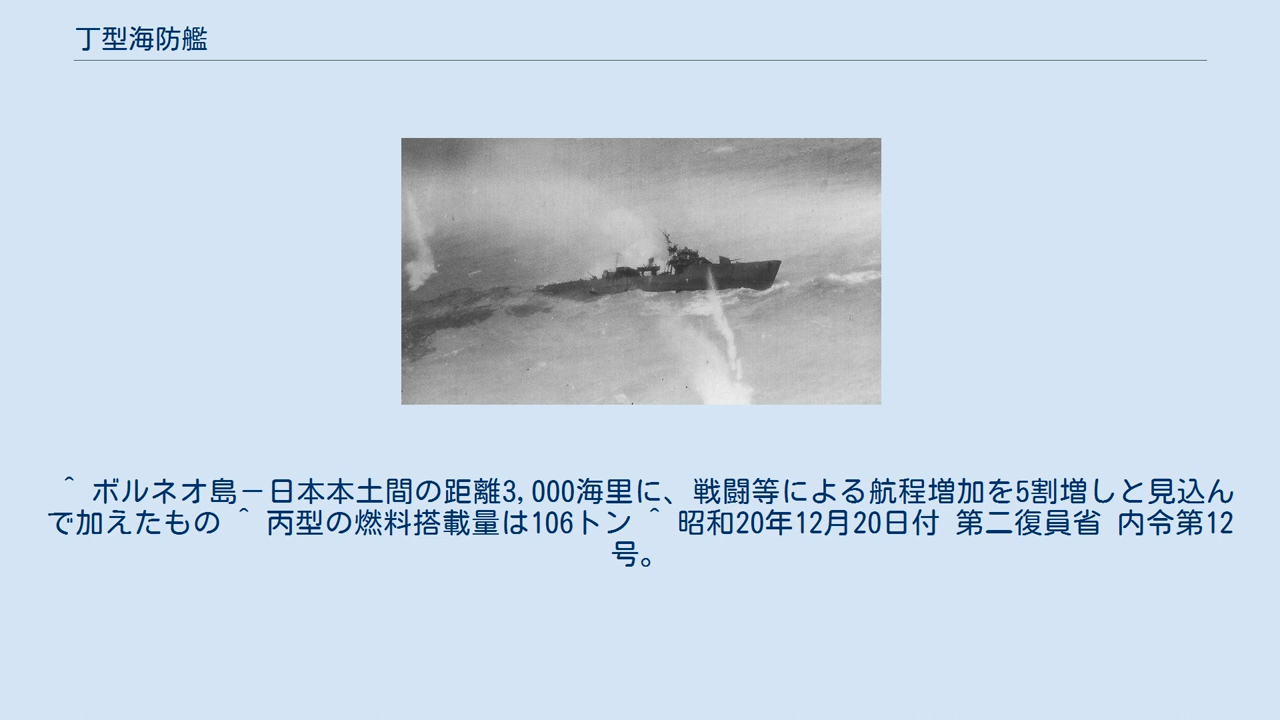 丁型海防艦
^ ボルネオ島－日本本土間の距離3,000海里に、戦闘等による航程増加を5割増しと見込ん
で加えたもの ^ 丙型の燃料搭載量は106トン ^ 昭和20年12月20日付 第二復員省 内令第12
号。